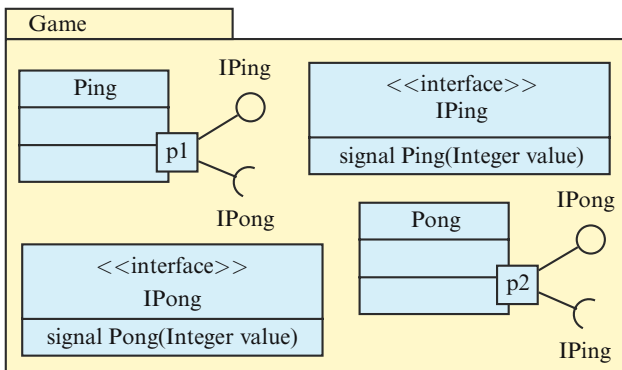 Game
Ping
p1
IPing
IPong
<<interface>>
IPing
signal Ping(Integer value)
<<interface>>
IPong
signal Pong(Integer value)
Pong
p2
IPong
IPing